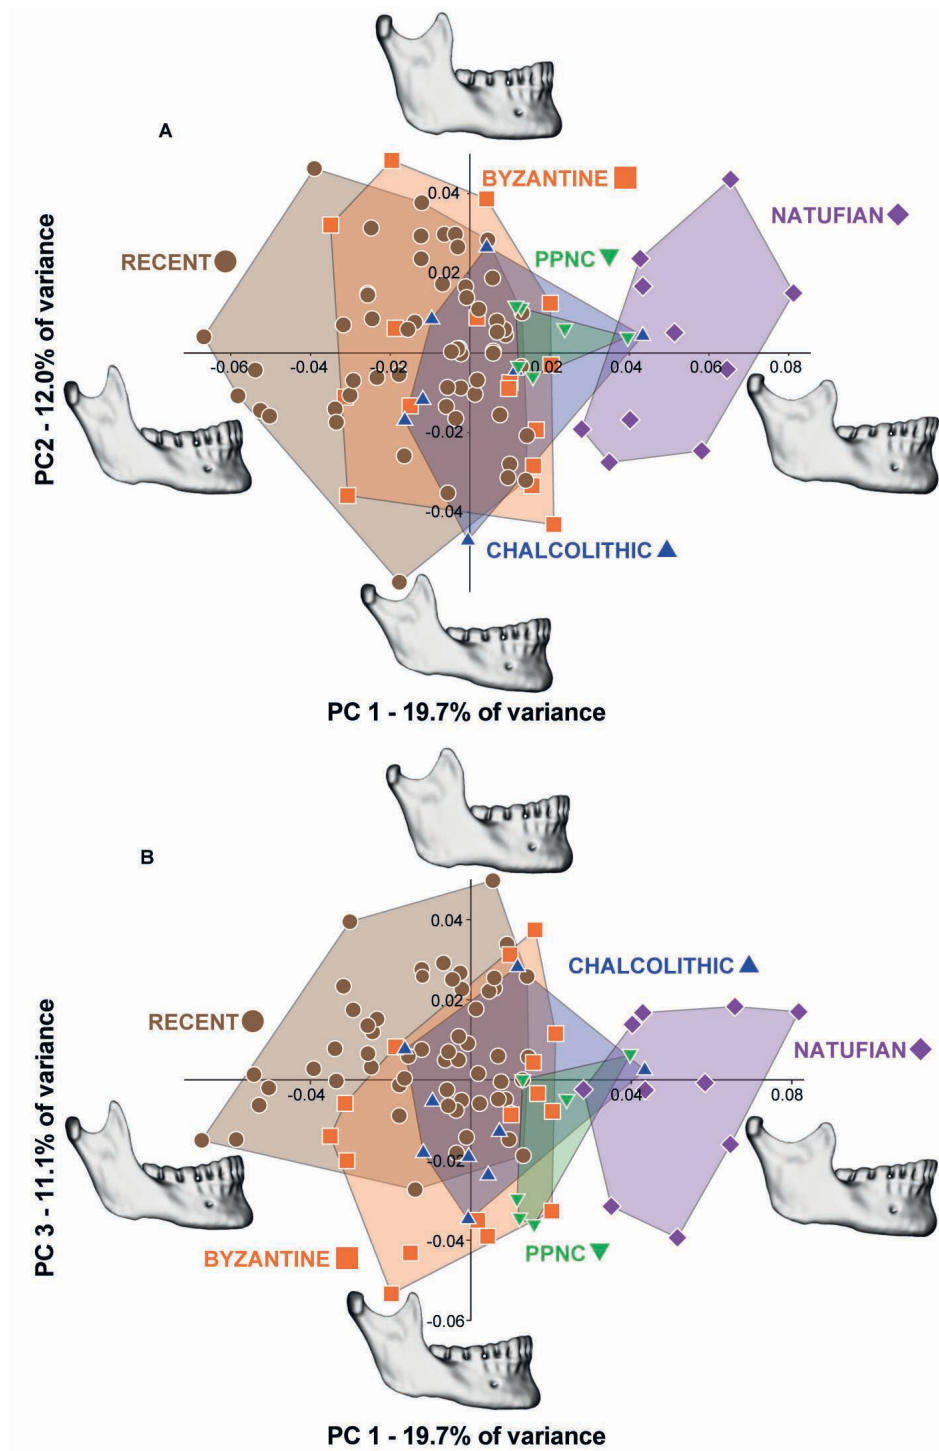 A
BYZANTINE
NATUFIAN
PPNC
RECENT
0.04
0.02
-0.06
-0.04
-0.02
0.02
0.04
0.06
0.08
-0.02
-0.04
CHALCOLITHIC
PC2 - 12.0% of variance
PC 1 - 19.7% of variance
B
0.04
CHALCOLITHIC
0.02
RECENT
NATUFIAN
-0.04
0.04
0.08
-0.02
-0.04
BYZANTINE
PPNC
-0.06
PC 3 - 11.1% of variance
PC 1 - 19.7% of variance